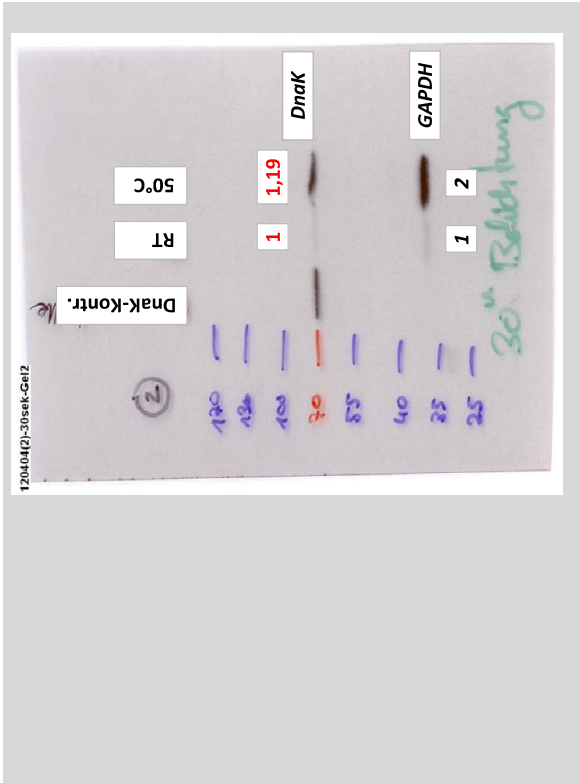 120404(2)-30sek-Gel2
2
DnaK-Kontr.
RT
50°C
1
1,19
DnaK
GAPDH
1
2
170
130
100
70
55
40
35
25
30" Belichtung